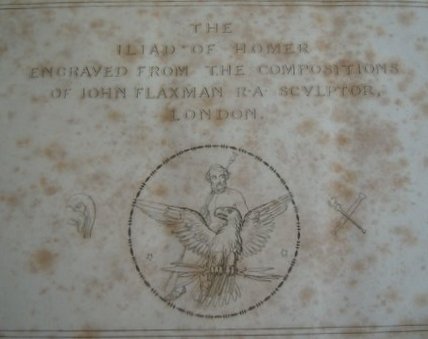 THE
ILIAD OF HOMER
ENGRAVED FROM THE COMPOSITIONS
OF JOHN FLAXMAN R·A· SCVLPTOR,
LONDON.